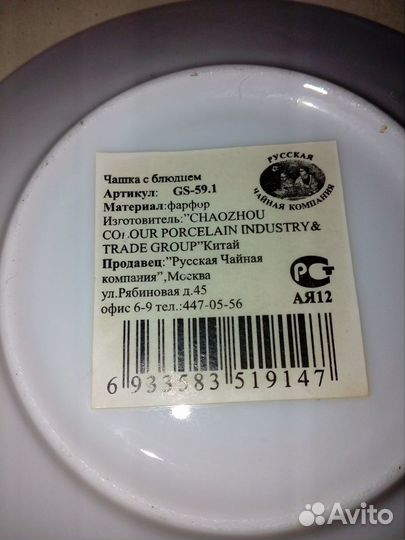 Чашка с блюдцем
Артикул: GS-59.1
Материал:фарфор
Изготовитель:"CHAOZHOU
COLOUR PORCELAIN INDUSTRY&
TRADE GROUP"Китай
Продавец:"Русская Чайная
компания",Москва
ул.Рябиновая д.45
офис 6-9 тел.:447-05-56
РУССКАЯ
ЧАЙНАЯ КОМПАНИЯ
РСТ
АЯ12
6 933583 519147
Avito